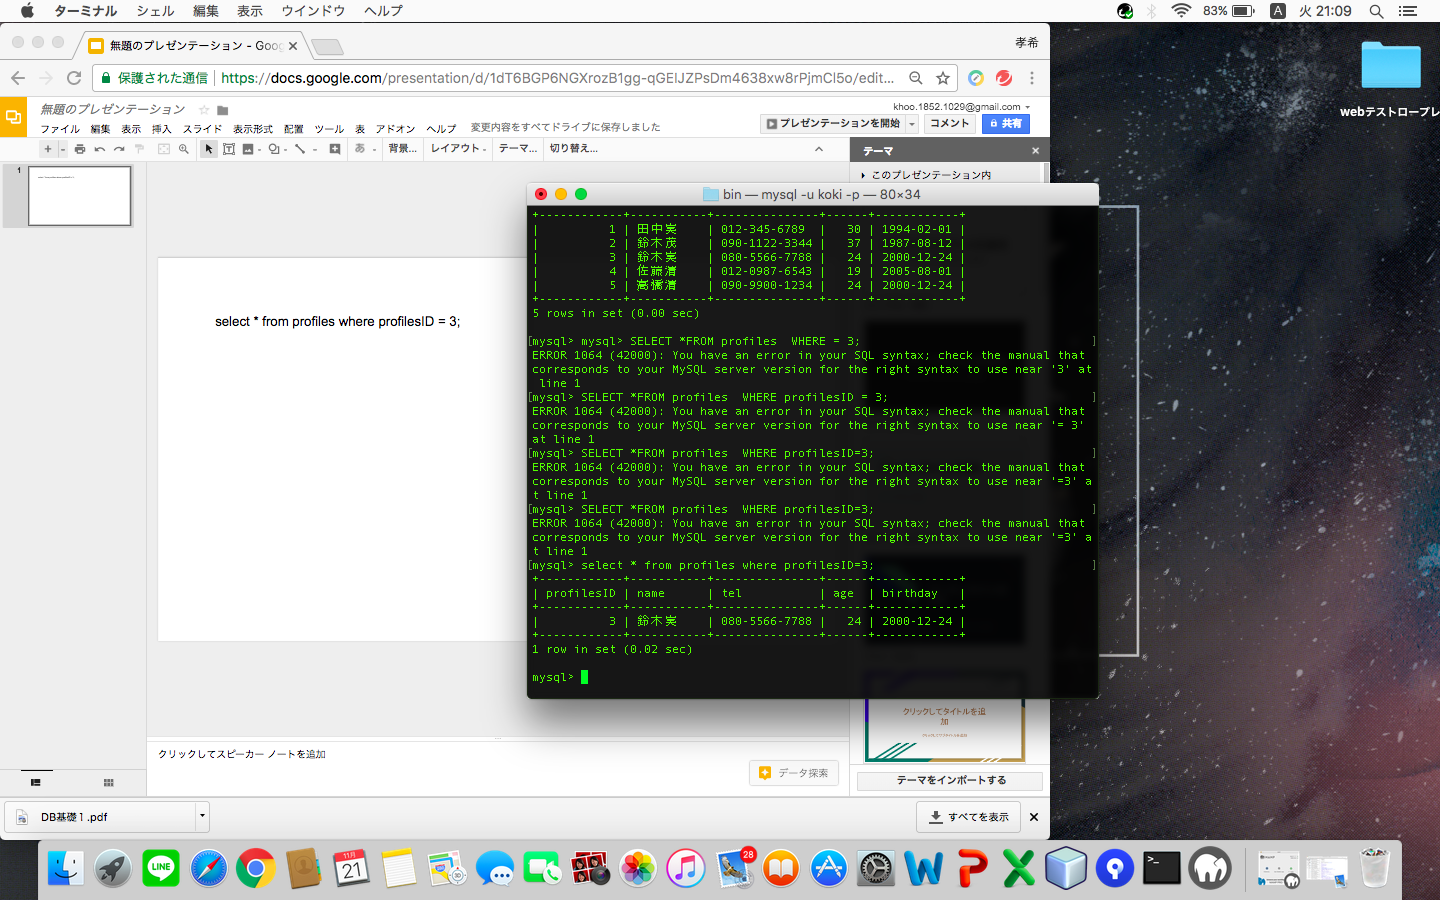 ターミナル シェル 編集 表示 ウインドウ ヘルプ 83% A 火 21:09
無題のプレゼンテーション - Goo 孝希
保護された通信 https://docs.google.com/presentation/d/1dT6BGP6NGXrozB1gg-qGEIJZPsDm4638xw8rPjmCl5o/edit...
webテストロープレ
無題のプレゼンテーション khoo.1852.1029@gmail.com
ファイル 編集 表示 挿入 スライド 表示形式 配置 ツール 表 アドオン ヘルプ 変更内容をすべてドライブに保存しました プレゼンテーションを開始 コメント 共有
背景... レイアウト テーマ... 切り替え... テーマ
このプレゼンテーション内
1
select * from profiles where profilesID = 3;
bin — mysql -u koki -p — 80×34
+------------+-----------+---------------+------+------------+
| 1 | 田中実 | 012-345-6789 | 30 | 1994-02-01 |
| 2 | 鈴木茂 | 090-1122-3344 | 37 | 1987-08-12 |
| 3 | 鈴木実 | 080-5566-7788 | 24 | 2000-12-24 |
| 4 | 佐藤清 | 012-0987-6543 | 19 | 2005-08-01 |
| 5 | 高橋清 | 090-9900-1234 | 24 | 2000-12-24 |
+------------+-----------+---------------+------+------------+
5 rows in set (0.00 sec)
[mysql> mysql> SELECT *FROM profiles  WHERE = 3; ]
ERROR 1064 (42000): You have an error in your SQL syntax; check the manual that
corresponds to your MySQL server version for the right syntax to use near '3' at
line 1
[mysql> SELECT *FROM profiles  WHERE profilesID = 3; ]
ERROR 1064 (42000): You have an error in your SQL syntax; check the manual that
corresponds to your MySQL server version for the right syntax to use near '= 3'
at line 1
[mysql> SELECT *FROM profiles  WHERE profilesID=3; ]
ERROR 1064 (42000): You have an error in your SQL syntax; check the manual that
corresponds to your MySQL server version for the right syntax to use near '=3' a
t line 1
[mysql> SELECT *FROM profiles  WHERE profilesID=3; ]
ERROR 1064 (42000): You have an error in your SQL syntax; check the manual that
corresponds to your MySQL server version for the right syntax to use near '=3' a
t line 1
[mysql> select * from profiles where profilesID=3; ]
+------------+-----------+---------------+------+------------+
| profilesID | name | tel | age | birthday |
+------------+-----------+---------------+------+------------+
| 3 | 鈴木実 | 080-5566-7788 | 24 | 2000-12-24 |
+------------+-----------+---------------+------+------------+
1 row in set (0.02 sec)
mysql>
クリックしてタイトルを追
加
クリックしてスピーカー ノートを追加
データ探索
テーマをインポートする
DB基礎１.pdf すべてを表示
LINE
11月
21
28